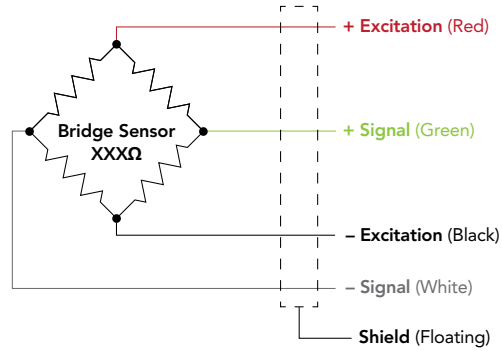 + Excitation (Red)
Bridge Sensor
XXXΩ
+ Signal (Green)
– Excitation (Black)
– Signal (White)
Shield (Floating)